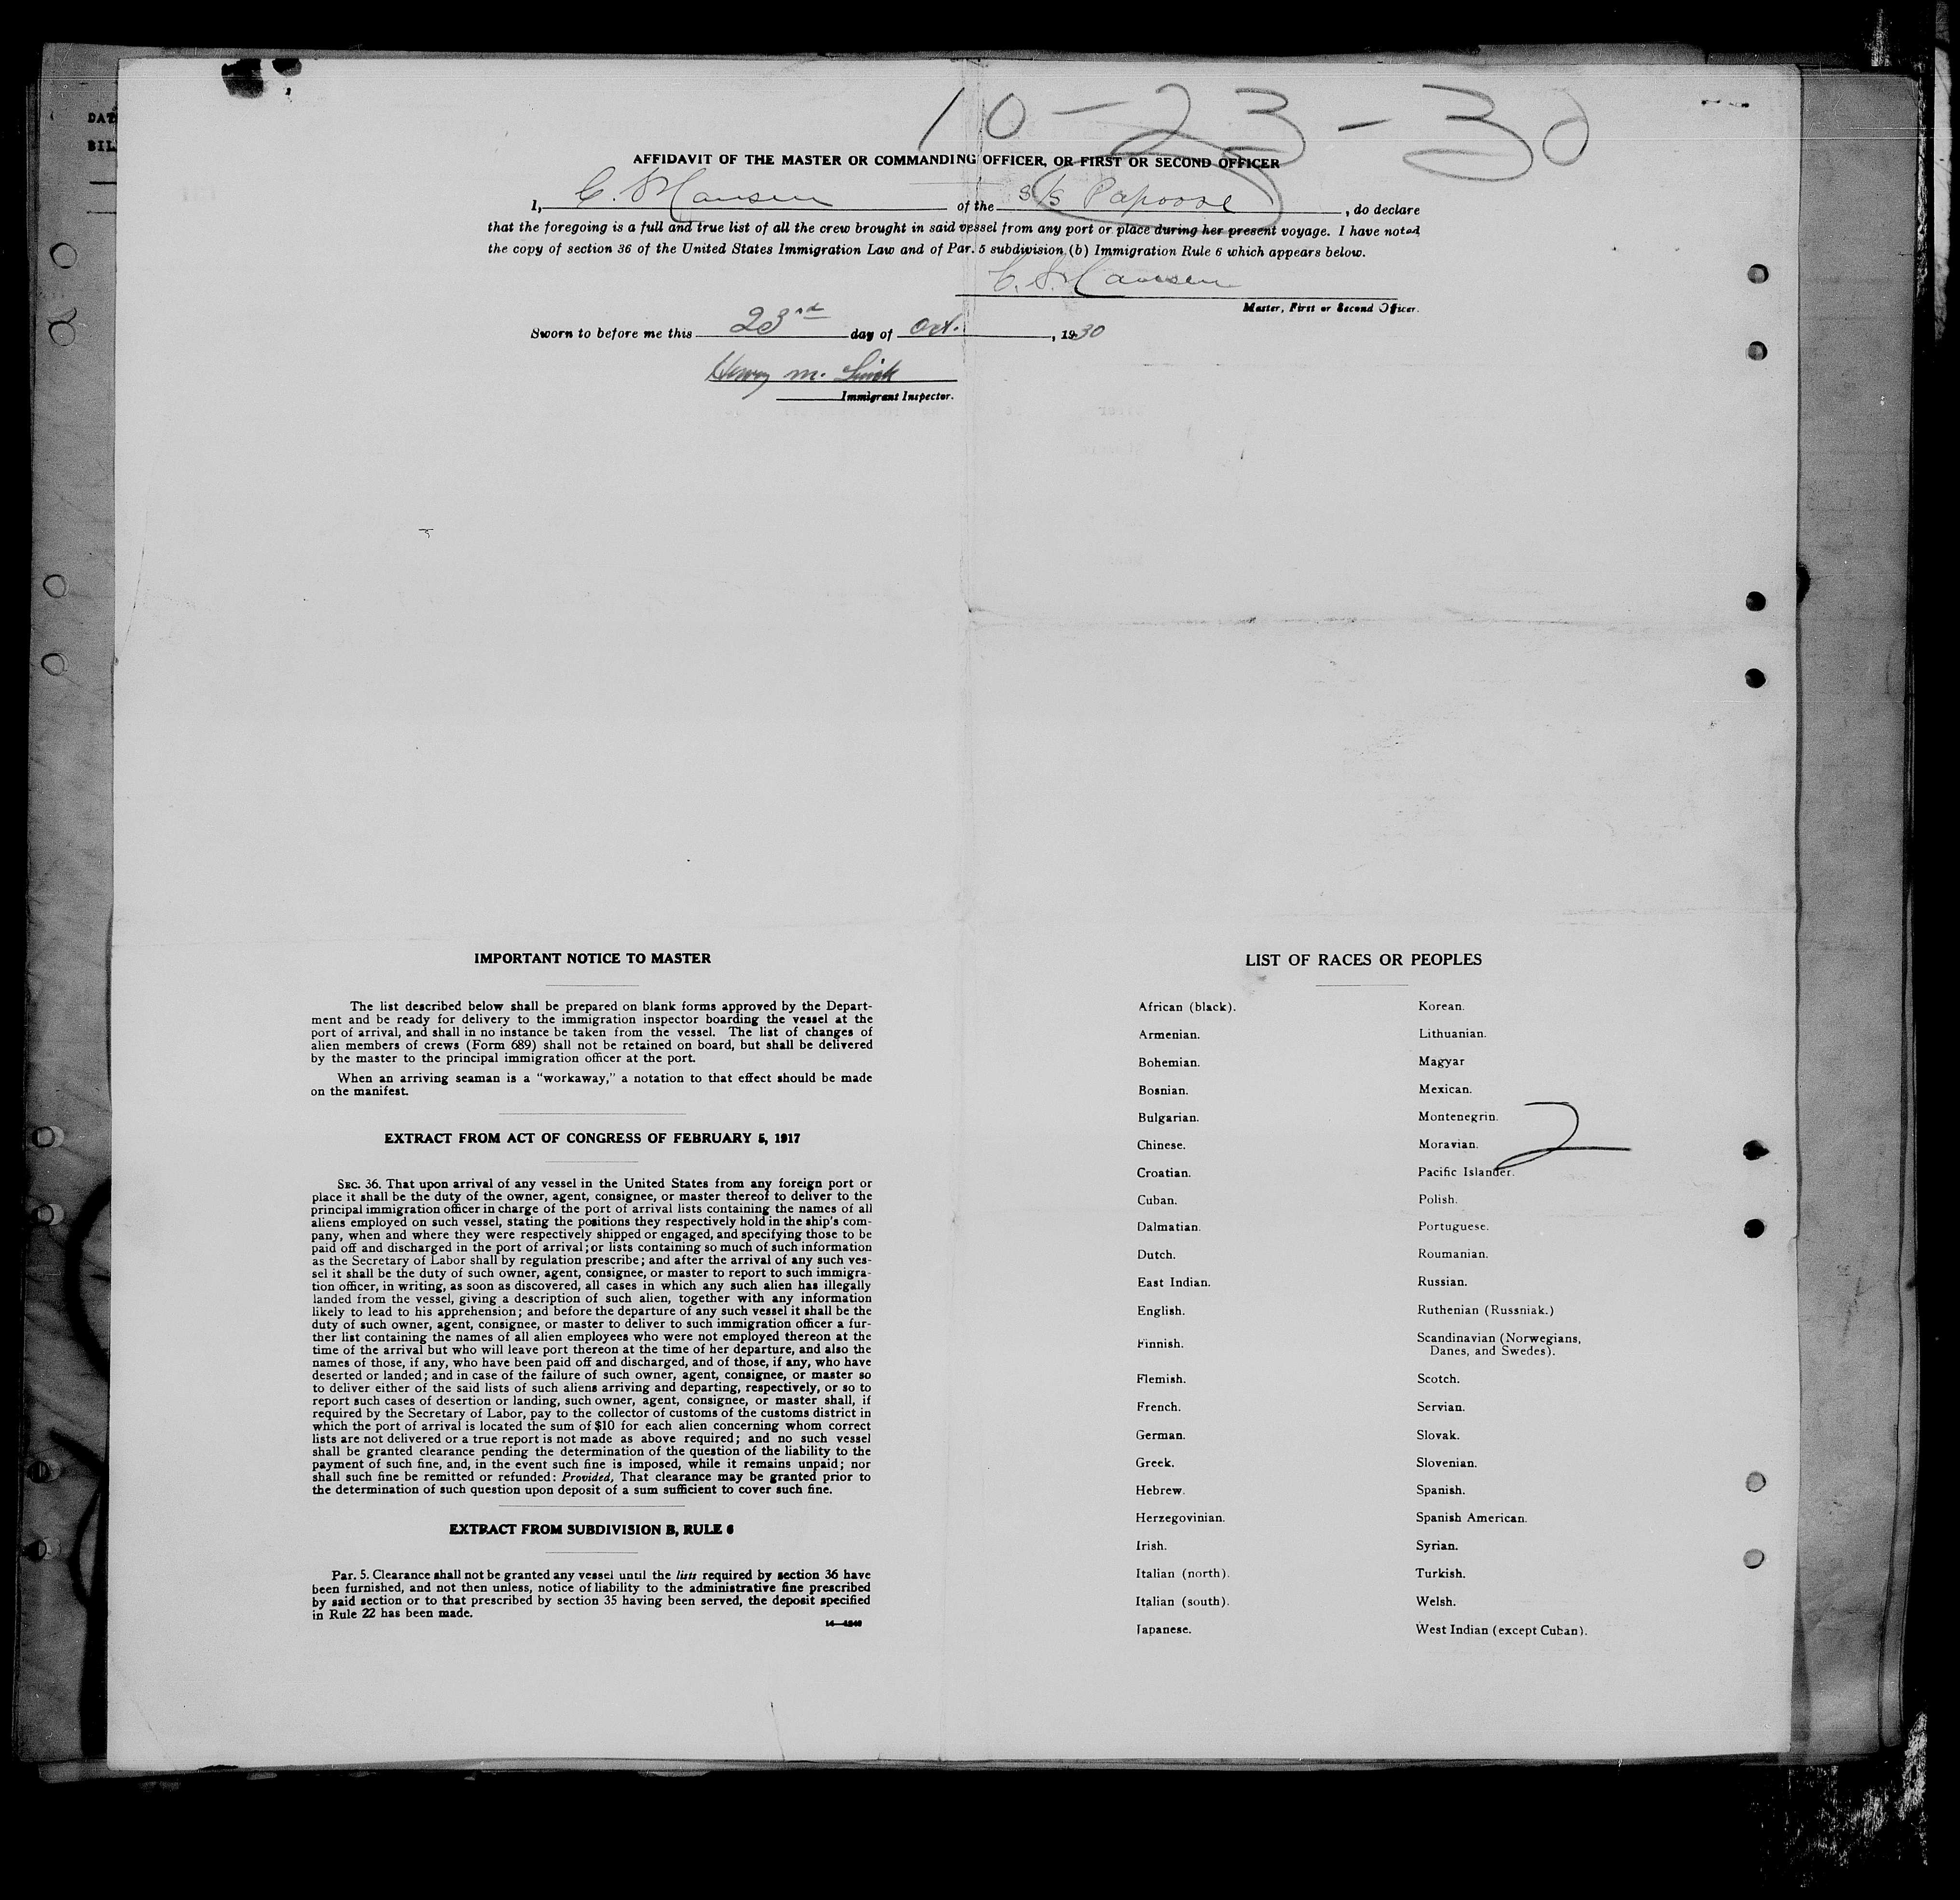 DAT
BIL
10-23-30
AFFIDAVIT OF THE MASTER OR COMMANDING OFFICER, OR FIRST OR SECOND OFFICER
I, C. S. Hansen of the S/S Papoose, do declare
that the foregoing is a full and true list of all the crew brought in said vessel from any port or place during her present voyage. I have noted
the copy of section 36 of the United States Immigration Law and of Par. 5 subdivision (b) Immigration Rule 6 which appears below.
C. S. Hansen
Master, First or Second Officer.
Sworn to before me this 23rd day of Oct., 1930
Henry M.
Immigrant Inspector.
IMPORTANT NOTICE TO MASTER
The list described below shall be prepared on blank forms approved by the Depart-
ment and be ready for delivery to the immigration inspector boarding the vessel at the
port of arrival, and shall in no instance be taken from the vessel. The list of changes of
alien members of crews (Form 689) shall not be retained on board, but shall be delivered
by the master to the principal immigration officer at the port.
When an arriving seaman is a "workaway," a notation to that effect should be made
on the manifest.
EXTRACT FROM ACT OF CONGRESS OF FEBRUARY 5, 1917
SEC. 36. That upon arrival of any vessel in the United States from any foreign port or
place it shall be the duty of the owner, agent, consignee, or master thereof to deliver to the
principal immigration officer in charge of the port of arrival lists containing the names of all
aliens employed on such vessel, stating the positions they respectively hold in the ship's com-
pany, when and where they were respectively shipped or engaged, and specifying those to be
paid off and discharged in the port of arrival; or lists containing so much of such information
as the Secretary of Labor shall by regulation prescribe; and after the arrival of any such ves-
sel it shall be the duty of such owner, agent, consignee, or master to report to such immigra-
tion officer, in writing, as soon as discovered, all cases in which any such alien has illegally
landed from the vessel, giving a description of such alien, together with any information
likely to lead to his apprehension; and before the departure of any such vessel it shall be the
duty of such owner, agent, consignee, or master to deliver to such immigration officer a fur-
ther list containing the names of all alien employees who were not employed thereon at the
time of the arrival but who will leave port thereon at the time of her departure, and also the
names of those, if any, who have been paid off and discharged, and of those, if any, who have
deserted or landed; and in case of the failure of such owner, agent, consignee, or master so
to deliver either of the said lists of such aliens arriving and departing, respectively, or so to
report such cases of desertion or landing, such owner, agent, consignee, or master shall, if
required by the Secretary of Labor, pay to the collector of customs of the customs district in
which the port of arrival is located the sum of $10 for each alien concerning whom correct
lists are not delivered or a true report is not made as above required; and no such vessel
shall be granted clearance pending the determination of the question of the liability to the
payment of such fine, and, in the event such fine is imposed, while it remains unpaid; nor
shall such fine be remitted or refunded: Provided, That clearance may be granted prior to
the determination of such question upon deposit of a sum sufficient to cover such fine.
EXTRACT FROM SUBDIVISION B, RULE 6
Par. 5. Clearance shall not be granted any vessel until the lists required by section 36 have
been furnished, and not then unless, notice of liability to the administrative fine prescribed
by said section or to that prescribed by section 35 having been served, the deposit specified
in Rule 22 has been made.
LIST OF RACES OR PEOPLES
African (black).
Armenian.
Bohemian.
Bosnian.
Bulgarian.
Chinese.
Croatian.
Cuban.
Dalmatian.
Dutch.
East Indian.
English.
Finnish.
Flemish.
French.
German.
Greek.
Hebrew.
Herzegovinian.
Irish.
Italian (north).
Italian (south).
Japanese.
Korean.
Lithuanian.
Magyar
Mexican.
Montenegrin.
Moravian.
2
Pacific Islander.
Polish.
Portuguese.
Roumanian.
Russian.
Ruthenian (Russniak.)
Scandinavian (Norwegians,
Danes, and Swedes).
Scotch.
Servian.
Slovak.
Slovenian.
Spanish.
Spanish American.
Syrian.
Turkish.
Welsh.
West Indian (except Cuban).